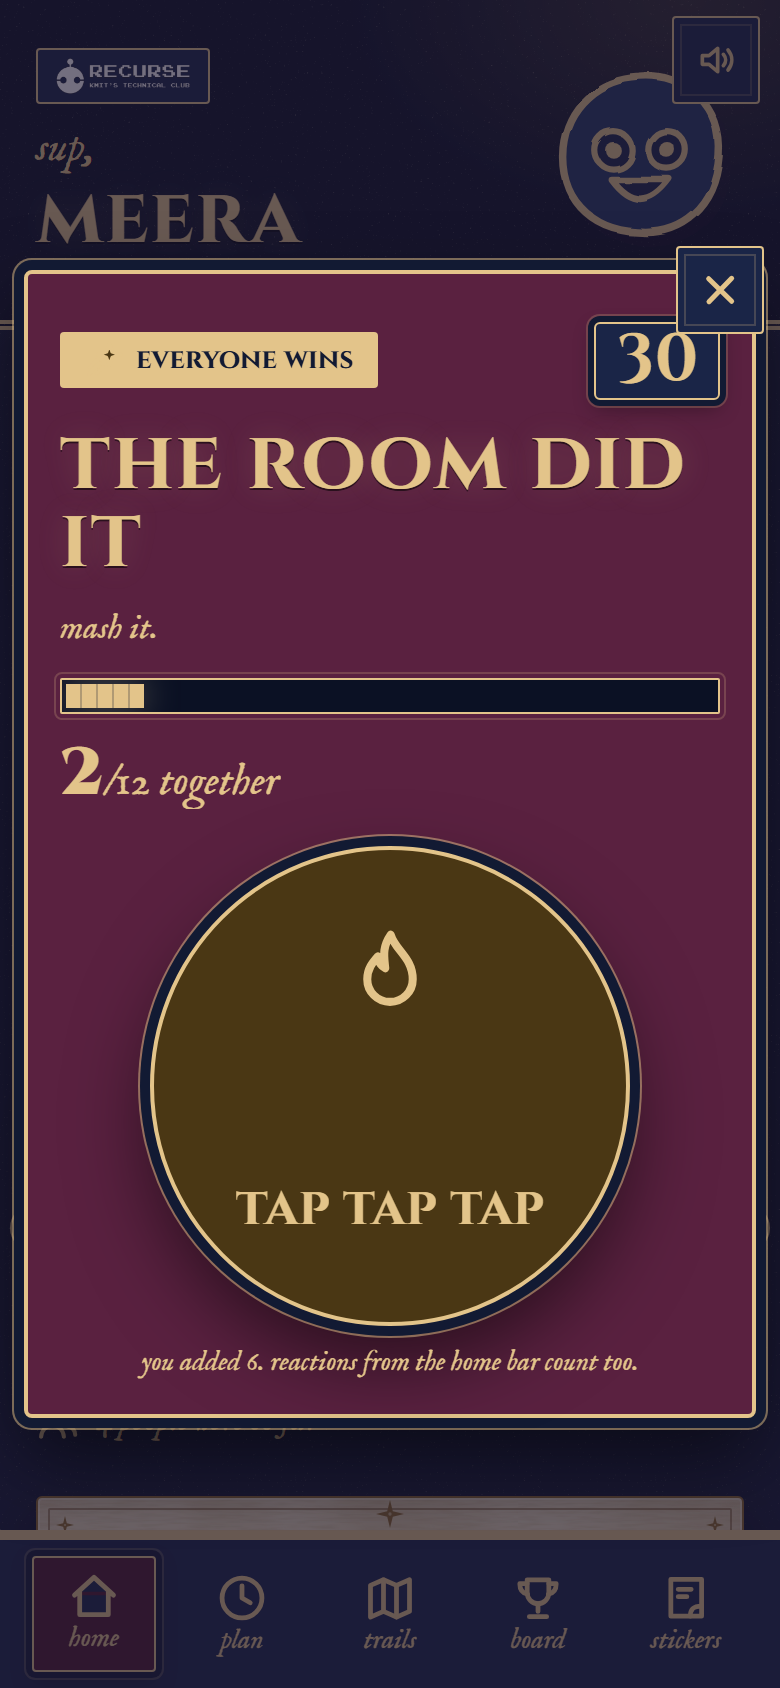 RECURSE
KNIT'S TECHNICAL CLUB
sup,
MEERA
EVERYONE WINS
30
THE ROOM DID
IT
mash it.
2/12 together
TAP TAP TAP
you added 6. reactions from the home bar count too.
home
plan
trails
board
stickers